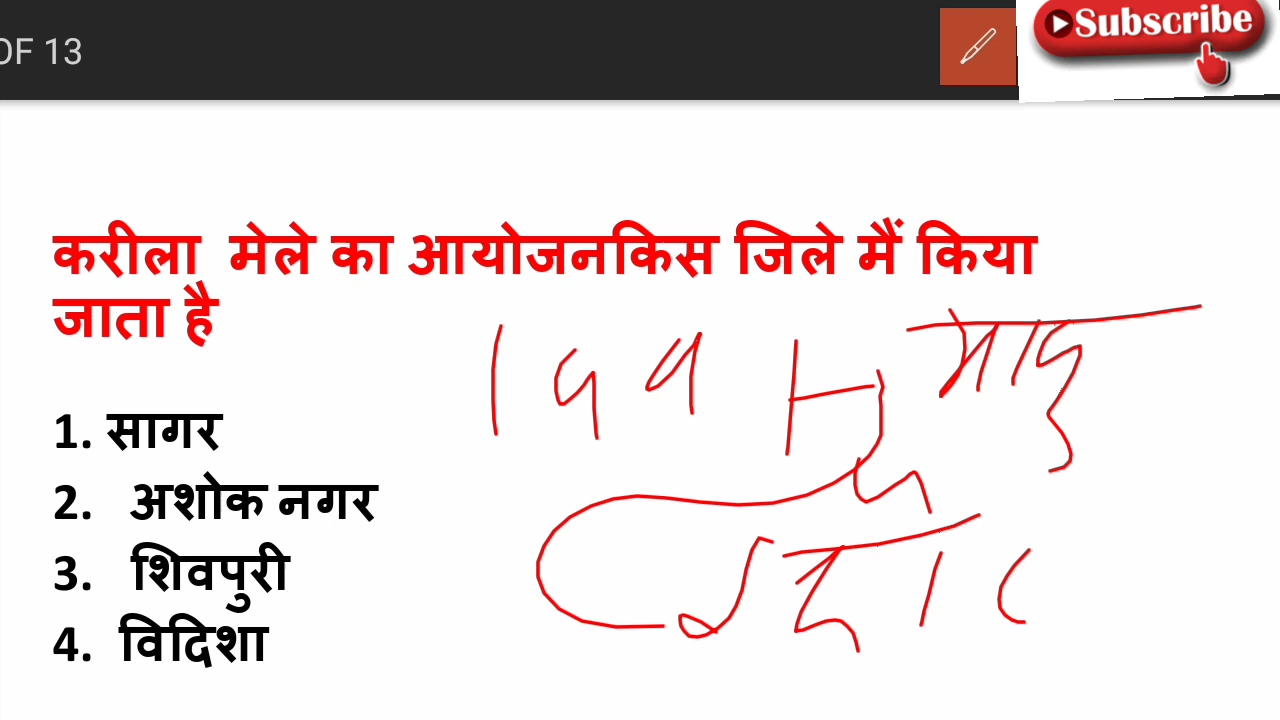 OF 13
Subscribe
करीला मेले का आयोजनकिस जिले मैं किया
जाता है
1. सागर
2. अशोक नगर
3. शिवपुरी
4. विदिशा